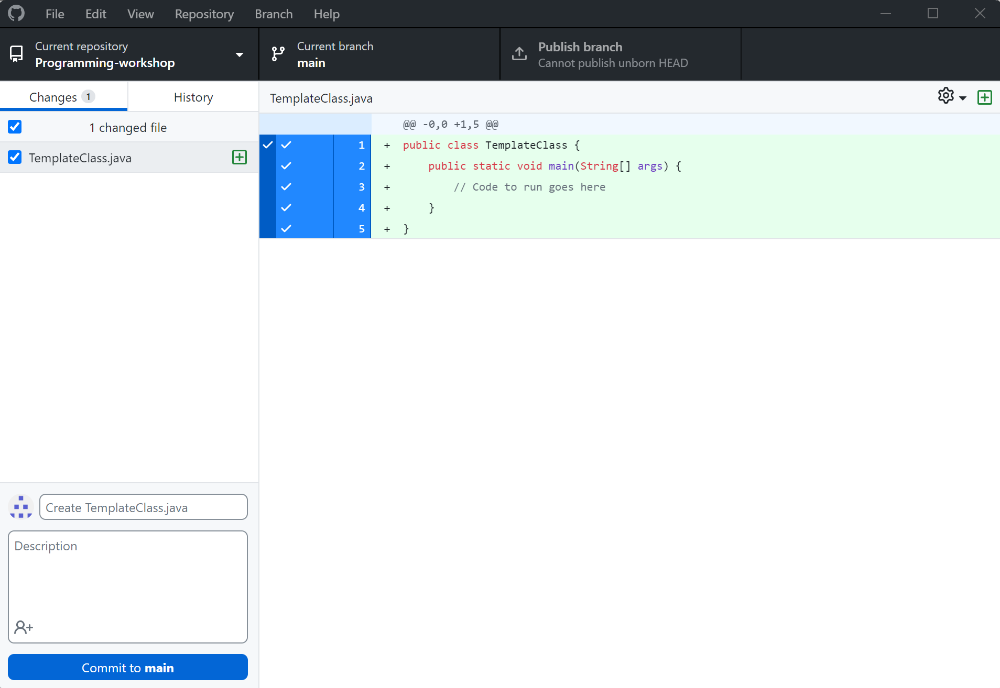 File Edit View Repository Branch Help
Current repository
Programming-workshop
Current branch
main
Publish branch
Cannot publish unborn HEAD
Changes 1
History
1 changed file
TemplateClass.java
TemplateClass.java
@@ -0,0 +1,5 @@
1 + public class TemplateClass {
2 +     public static void main(String[] args) {
3 +         // Code to run goes here
4 +     }
5 + }
Create TemplateClass.java
Description
Commit to main